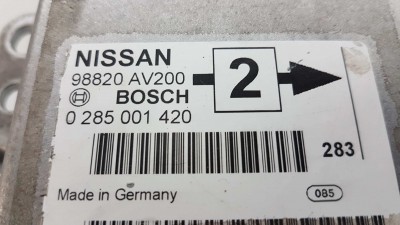 NISSAN
98820 AV200
2
BOSCH
0 285 001 420
283
Made in Germany
085